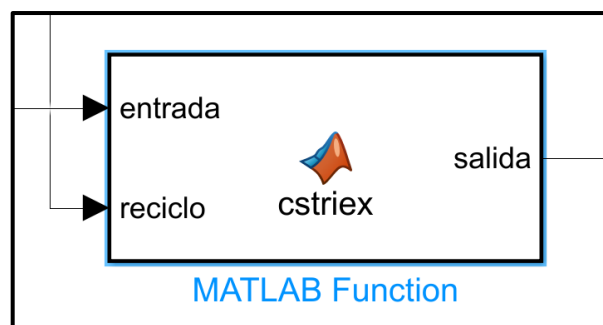 entrada
salida
reciclo
cstriex
MATLAB Function